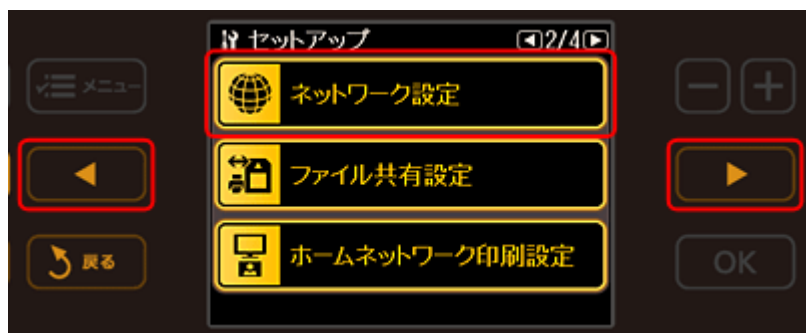 セットアップ ◀2/4▶
メニュー
ネットワーク設定
− +
ファイル共有設定
◀ ▶
戻る
ホームネットワーク印刷設定
OK